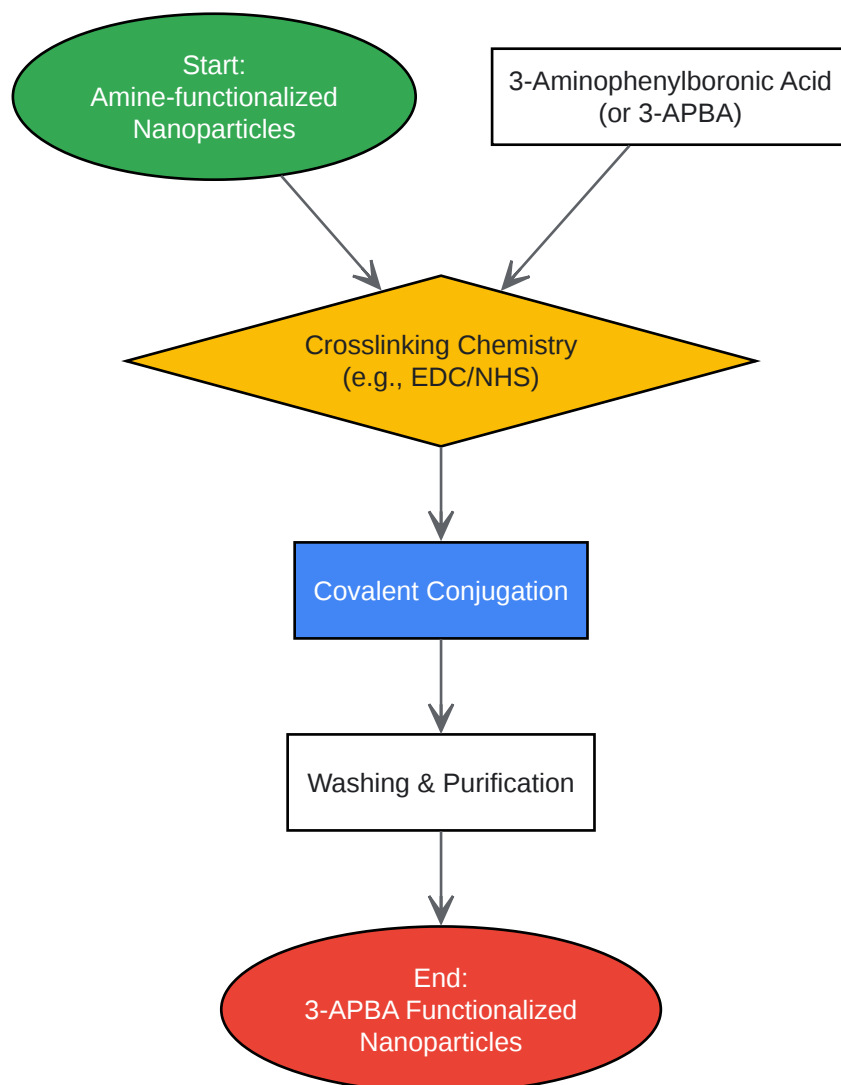 Start:
Amine-functionalized
Nanoparticles
3-Aminophenylboronic Acid
(or 3-APBA)
Crosslinking Chemistry
(e.g., EDC/NHS)
Covalent Conjugation
Washing & Purification
End:
3-APBA Functionalized
Nanoparticles